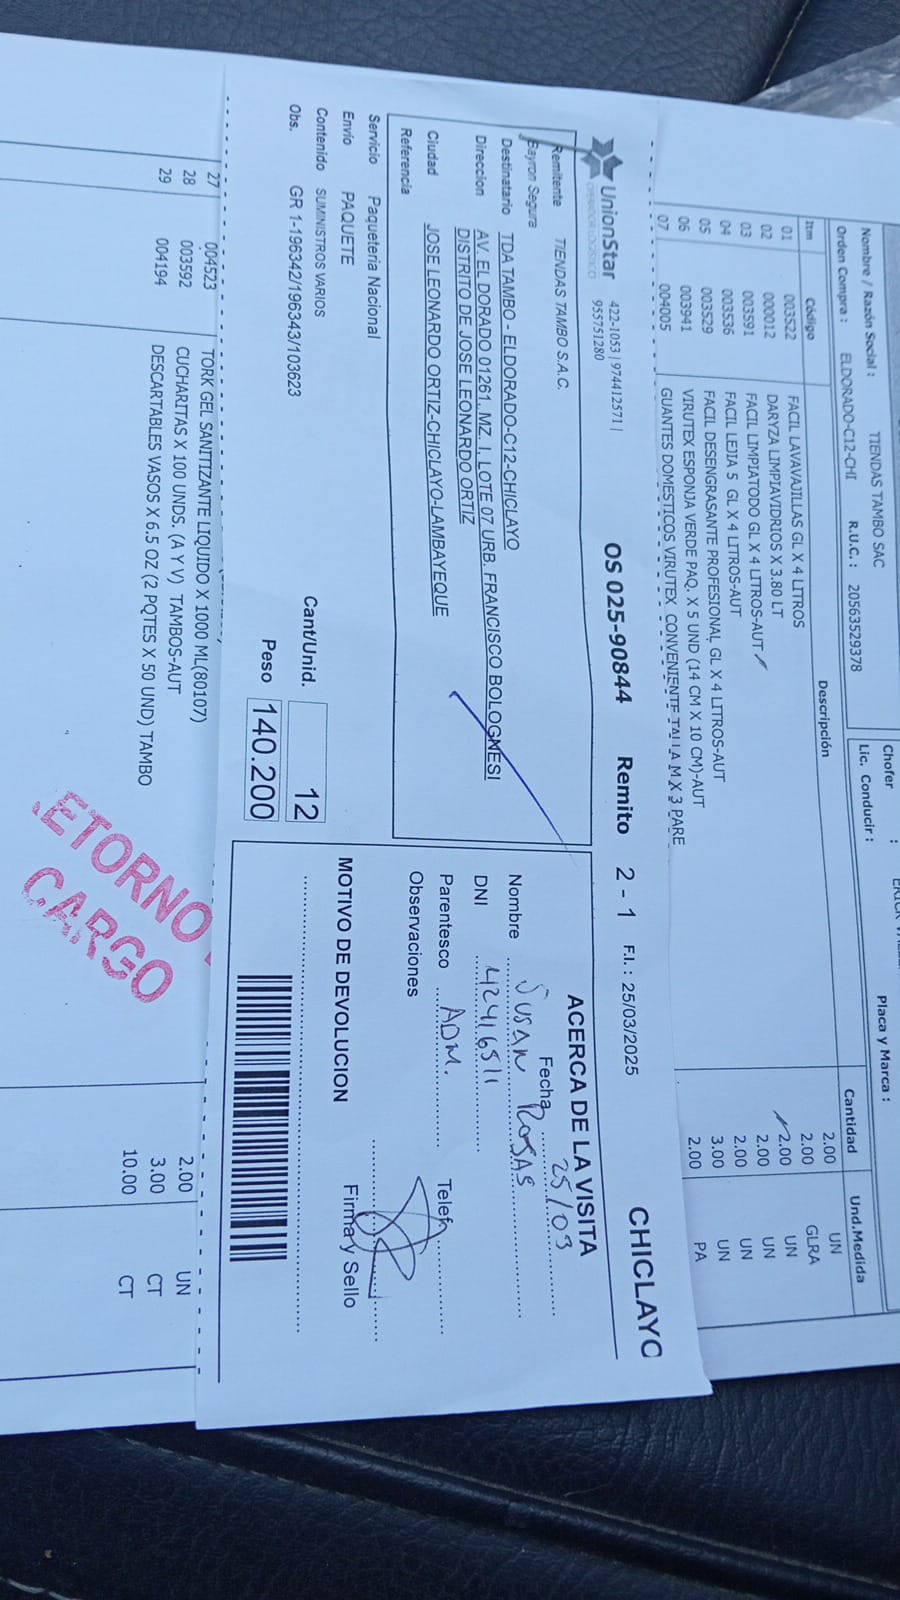 Nombre / Razón Social : TIENDAS TAMBO SAC
Orden Compra : ELDORADO-C12-CHI R.U.C. : 20563529378
Chofer :
Lic. Conducir :
Placa y Marca :
Itm Código Descripción Cantidad Und.Medida
01 003522 FACIL LAVAVAJILLAS GL X 4 LITROS 2.00 UN
02 000012 DARYZA LIMPIAVIDRIOS X 3.80 LT 2.00 GLRA
03 003591 FACIL LIMPIATODO GL X 4 LITROS-AUT 2.00 UN
04 003536 FACIL LEJIA 5 GL X 4 LITROS-AUT 2.00 UN
05 003529 FACIL DESENGRASANTE PROFESIONAL GL X 4 LITROS-AUT 2.00 UN
06 003941 VIRUTEX ESPONJA VERDE PAQ. X 5 UND (14 CM X 10 CM)-AUT 3.00 UN
07 004005 GUANTES DOMESTICOS VIRUTEX CONVENIENTE TALLA M X 3 PARE 2.00 PA
UnionStar
OPERADOR LOGISTICO
422-1053 | 974412571 |
955751280
OS 025-90844 Remito 2 - 1 F.I. : 25/03/2025 CHICLAYO
Remitente TIENDAS TAMBO S.A.C.
Bayron Segura
Destinatario TDA TAMBO - ELDORADO-C12-CHICLAYO
Direccion AV. EL DORADO 01261. MZ. I. LOTE 07 URB. FRANCISCO BOLOGNESI
DISTRITO DE JOSE LEONARDO ORTIZ
Ciudad JOSE LEONARDO ORTIZ-CHICLAYO-LAMBAYEQUE
Referencia
Servicio Paqueteria Nacional
Envío PAQUETE
Contenido SUMINISTROS VARIOS
Obs. GR 1-196342/196343/103623
Cant/Unid. 12
Peso 140.200
ACERCA DE LA VISITA
Fecha 25/03
Nombre SUSAN ROSAS
DNI 42416511
Parentesco ADM. Telef.
Observaciones
MOTIVO DE DEVOLUCION
Firma y Sello
27 004523 TORK GEL SANITIZANTE LIQUIDO X 1000 ML(80107) 2.00 UN
28 003592 CUCHARITAS X 100 UNDS. (A Y V) TAMBOS-AUT 3.00 CT
29 004194 DESCARTABLES VASOS X 6.5 OZ (2 PQTES X 50 UND) TAMBO 10.00 CT
RETORNO
CARGO